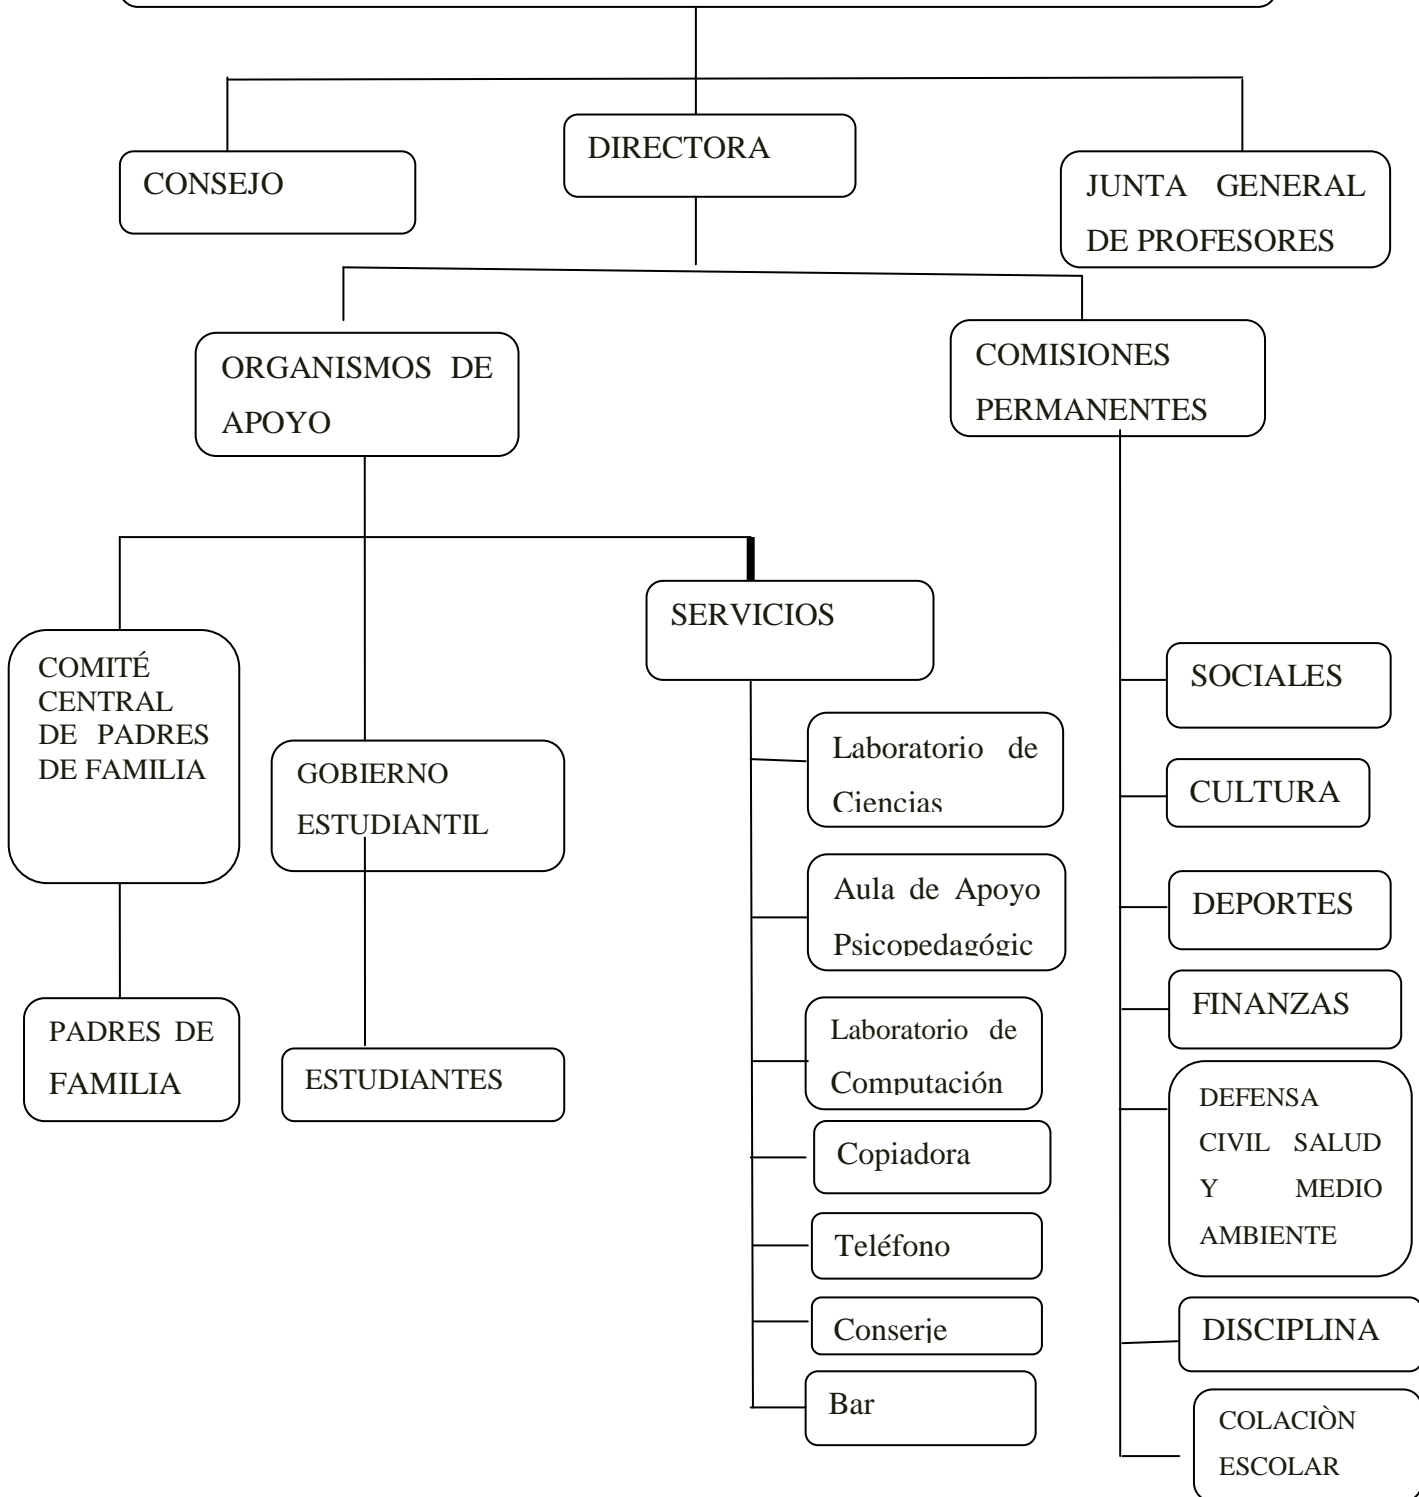 DIRECTORA
CONSEJO
JUNTA GENERAL
DE PROFESORES
ORGANISMOS DE
APOYO
COMISIONES
PERMANENTES
SERVICIOS
COMITÉ
CENTRAL
DE PADRES
DE FAMILIA
GOBIERNO
ESTUDIANTIL
PADRES DE
FAMILIA
ESTUDIANTES
Laboratorio de
Ciencias
Aula de Apoyo
Psicopedagógic
Laboratorio de
Computación
Copiadora
Teléfono
Conserje
Bar
SOCIALES
CULTURA
DEPORTES
FINANZAS
DEFENSA
CIVIL SALUD
Y MEDIO
AMBIENTE
DISCIPLINA
COLACIÒN
ESCOLAR